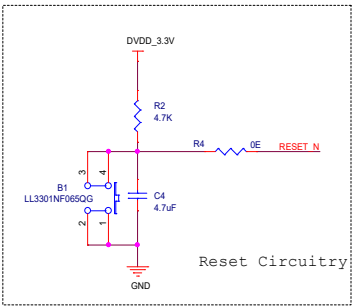 DVDD_3.3V
R2
4.7K
R4
0E
RESET_N
3
4
B1
LL3301NF065QG
C4
4.7uF
2
1
Reset Circuitry
GND